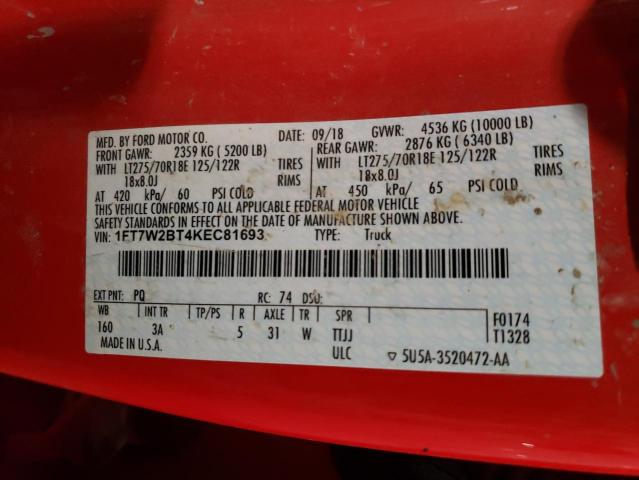 MFD. BY FORD MOTOR CO. DATE: 09/18 GVWR: 4536 KG (10000 LB)
FRONT GAWR: 2359 KG (5200 LB) REAR GAWR: 2876 KG (6340 LB)
WITH LT275/70R18E 125/122R TIRES WITH LT275/70R18E 125/122R TIRES
18x8.0J RIMS 18x8.0J RIMS
AT 420 kPa/ 60 PSI COLD AT 450 kPa/ 65 PSI COLD
THIS VEHICLE CONFORMS TO ALL APPLICABLE FEDERAL MOTOR VEHICLE
SAFETY STANDARDS IN EFFECT ON THE DATE OF MANUFACTURE SHOWN ABOVE.
VIN: 1FT7W2BT4KEC81693 TYPE: Truck
EXT PNT: PQ RC: 74 DSO:
WB INT TR TP/PS R AXLE TR SPR F0174
160 3A 5 31 W TTJJ T1328
MADE IN U.S.A. ULC ▽ 5U5A-3520472-AA